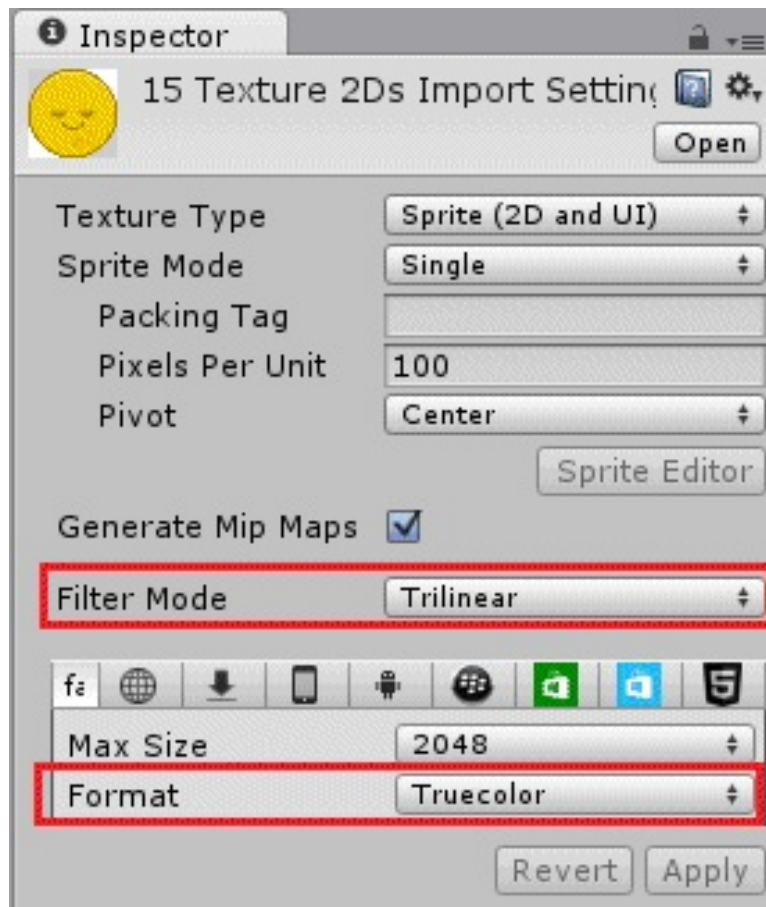 Inspector
15 Texture 2Ds Import Setting
Open
Texture Type Sprite (2D and UI)
Sprite Mode Single
Packing Tag
Pixels Per Unit 100
Pivot Center
Sprite Editor
Generate Mip Maps
Filter Mode Trilinear
Max Size 2048
Format Truecolor
Revert Apply